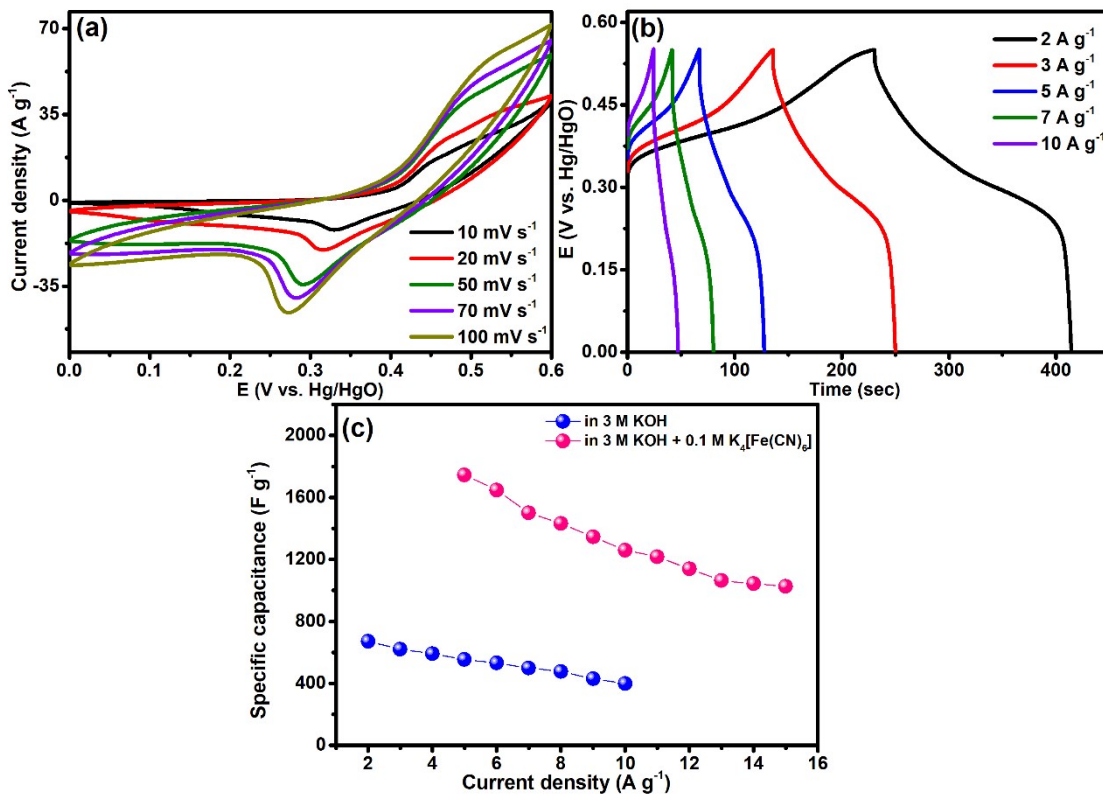 (a)
70
35
0
-35
Current density (A g⁻¹)
10 mV s⁻¹
20 mV s⁻¹
50 mV s⁻¹
70 mV s⁻¹
100 mV s⁻¹
0.0 0.1 0.2 0.3 0.4 0.5 0.6
E (V vs. Hg/HgO)
(b)
0.60
0.45
0.30
0.15
0.00
E (V vs. Hg/HgO)
2 A g⁻¹
3 A g⁻¹
5 A g⁻¹
7 A g⁻¹
10 A g⁻¹
0 100 200 300 400
Time (sec)
(c)
2000
1600
1200
800
400
0
Specific capacitance (F g⁻¹)
in 3 M KOH
in 3 M KOH + 0.1 M K₄[Fe(CN)₆]
2 4 6 8 10 12 14 16
Current density (A g⁻¹)